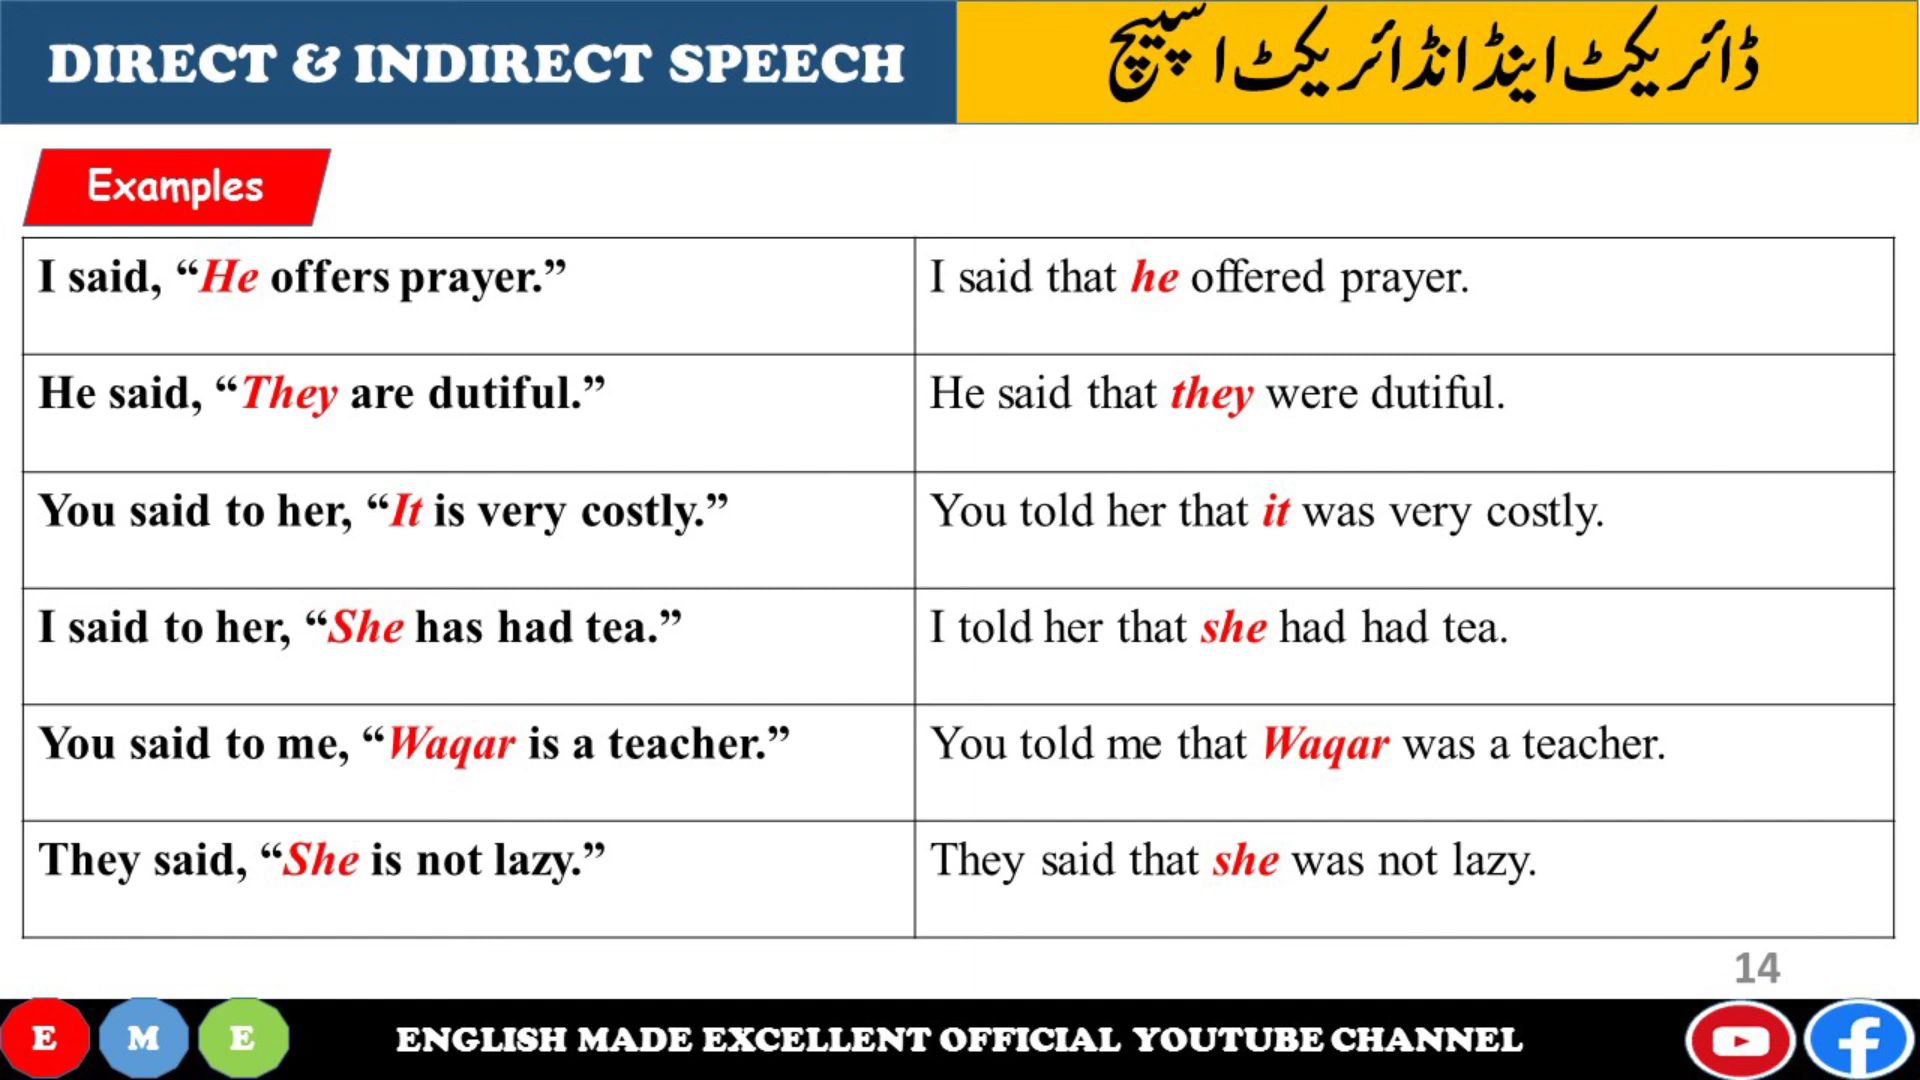 DIRECT & INDIRECT SPEECH
ڈائریکٹ اینڈ انڈائریکٹ اسپیچ
Examples
I said, “He offers prayer.”
I said that he offered prayer.
He said, “They are dutiful.”
He said that they were dutiful.
You said to her, “It is very costly.”
You told her that it was very costly.
I said to her, “She has had tea.”
I told her that she had had tea.
You said to me, “Waqar is a teacher.”
You told me that Waqar was a teacher.
They said, “She is not lazy.”
They said that she was not lazy.
14
E M E
ENGLISH MADE EXCELLENT OFFICIAL YOUTUBE CHANNEL